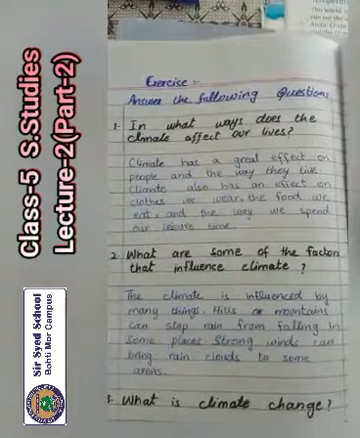 Class-5 S.Studies
Lecture-2(Part-2)
Sir Syed School
Bohti Mor Campus
Exercise :-
Answer the following Questions.
1. In what ways does the
climate affect our lives?
Climate has a great effect on
people and the way they live
Climate also has an effect on
clothes we wear, the food we
eat, and the way we spend
our leisure time.
2. What are some of the factors
that influence climate ?
The climate is influenced by
many things. Hills or mountains
can stop rain from falling in
some places. Strong winds can
bring rain clouds to some
areas.
3. What is climate change?